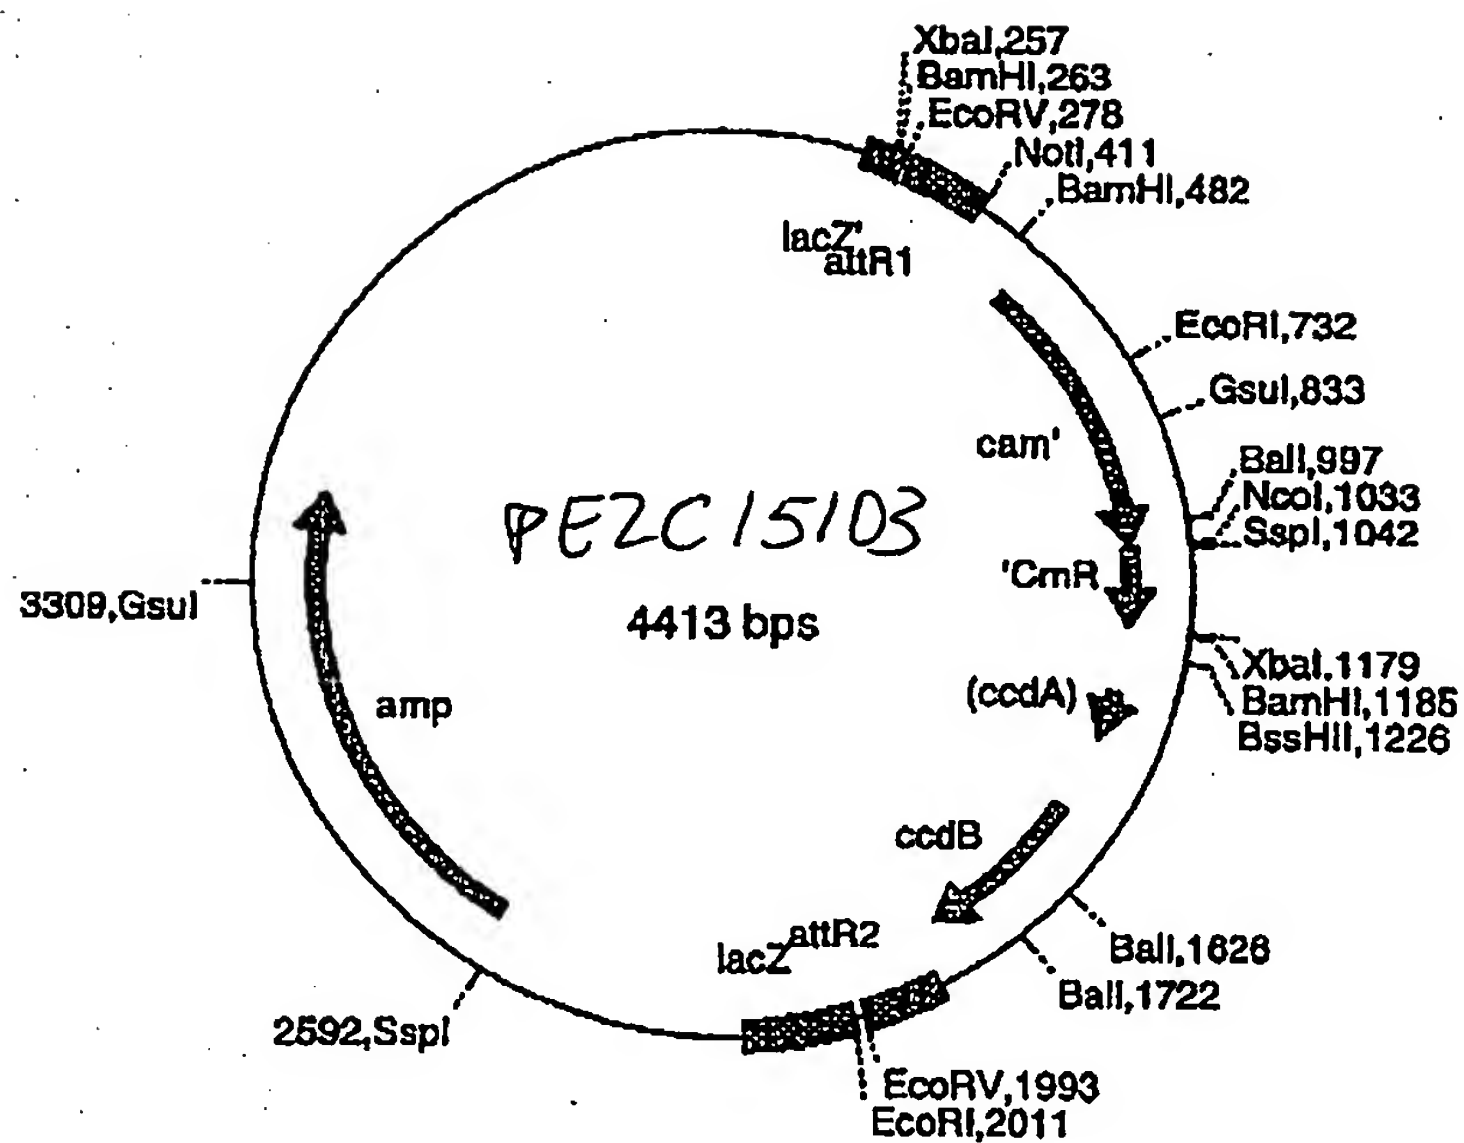 XbaI,257
BamHI,263
EcoRV,278
NotI,411
BamHI,482
lacZ'
attR1
EcoRI,732
GsuI,833
cam'
BalI,997
NcoI,1033
SspI,1042
pEZC15103
'CmR
4413 bps
3309,GsuI
XbaI,1179
BamHI,1185
BssHII,1226
(ccdA)
amp
ccdB
attR2
lacZ
BalI,1628
BalI,1722
2592,SspI
EcoRV,1993
EcoRI,2011